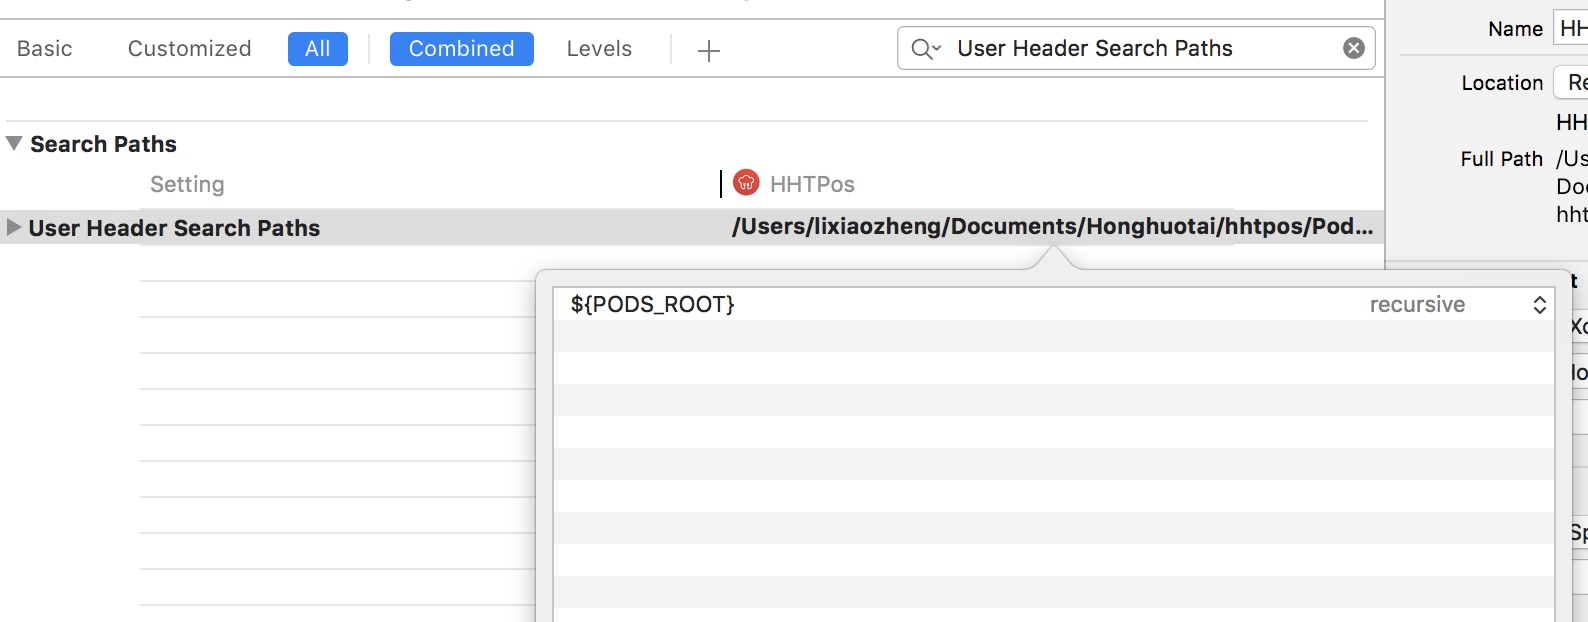 Basic Customized All Combined Levels User Header Search Paths
Search Paths
Setting HHTPos
User Header Search Paths /Users/lixiaozheng/Documents/Honghuotai/hhtpos/Pod...
${PODS_ROOT} recursive
Name HH
Location Re
HH
Full Path /Us
Doc
hht
t
Xc
Sp